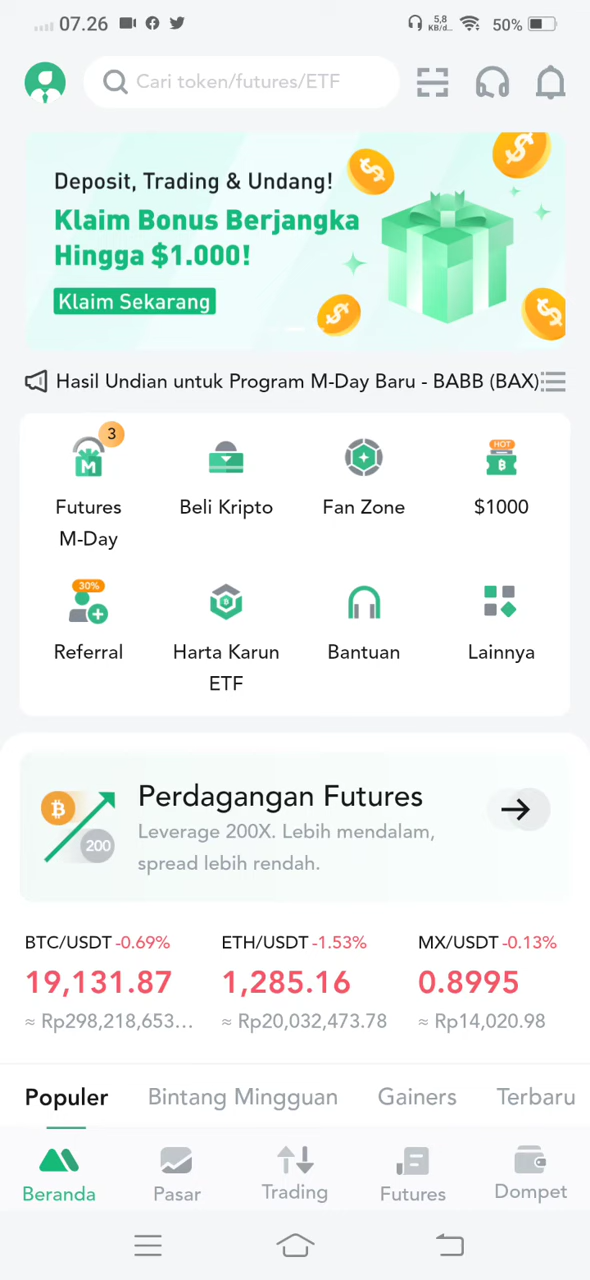 07.26
5,8
KB/d...
50%
Cari token/futures/ETF
Deposit, Trading & Undang!
Klaim Bonus Berjangka
Hingga $1.000!
Klaim Sekarang
Hasil Undian untuk Program M-Day Baru - BABB (BAX)
3
M
HOT
Futures
M-Day
Beli Kripto
Fan Zone
$1000
30%
Referral
Harta Karun
ETF
Bantuan
Lainnya
Perdagangan Futures
200
Leverage 200X. Lebih mendalam,
spread lebih rendah.
BTC/USDT -0.69%
ETH/USDT -1.53%
MX/USDT -0.13%
19,131.87
1,285.16
0.8995
≈ Rp298,218,653...
≈ Rp20,032,473.78
≈ Rp14,020.98
Populer
Bintang Mingguan
Gainers
Terbaru
Beranda
Pasar
Trading
Futures
Dompet